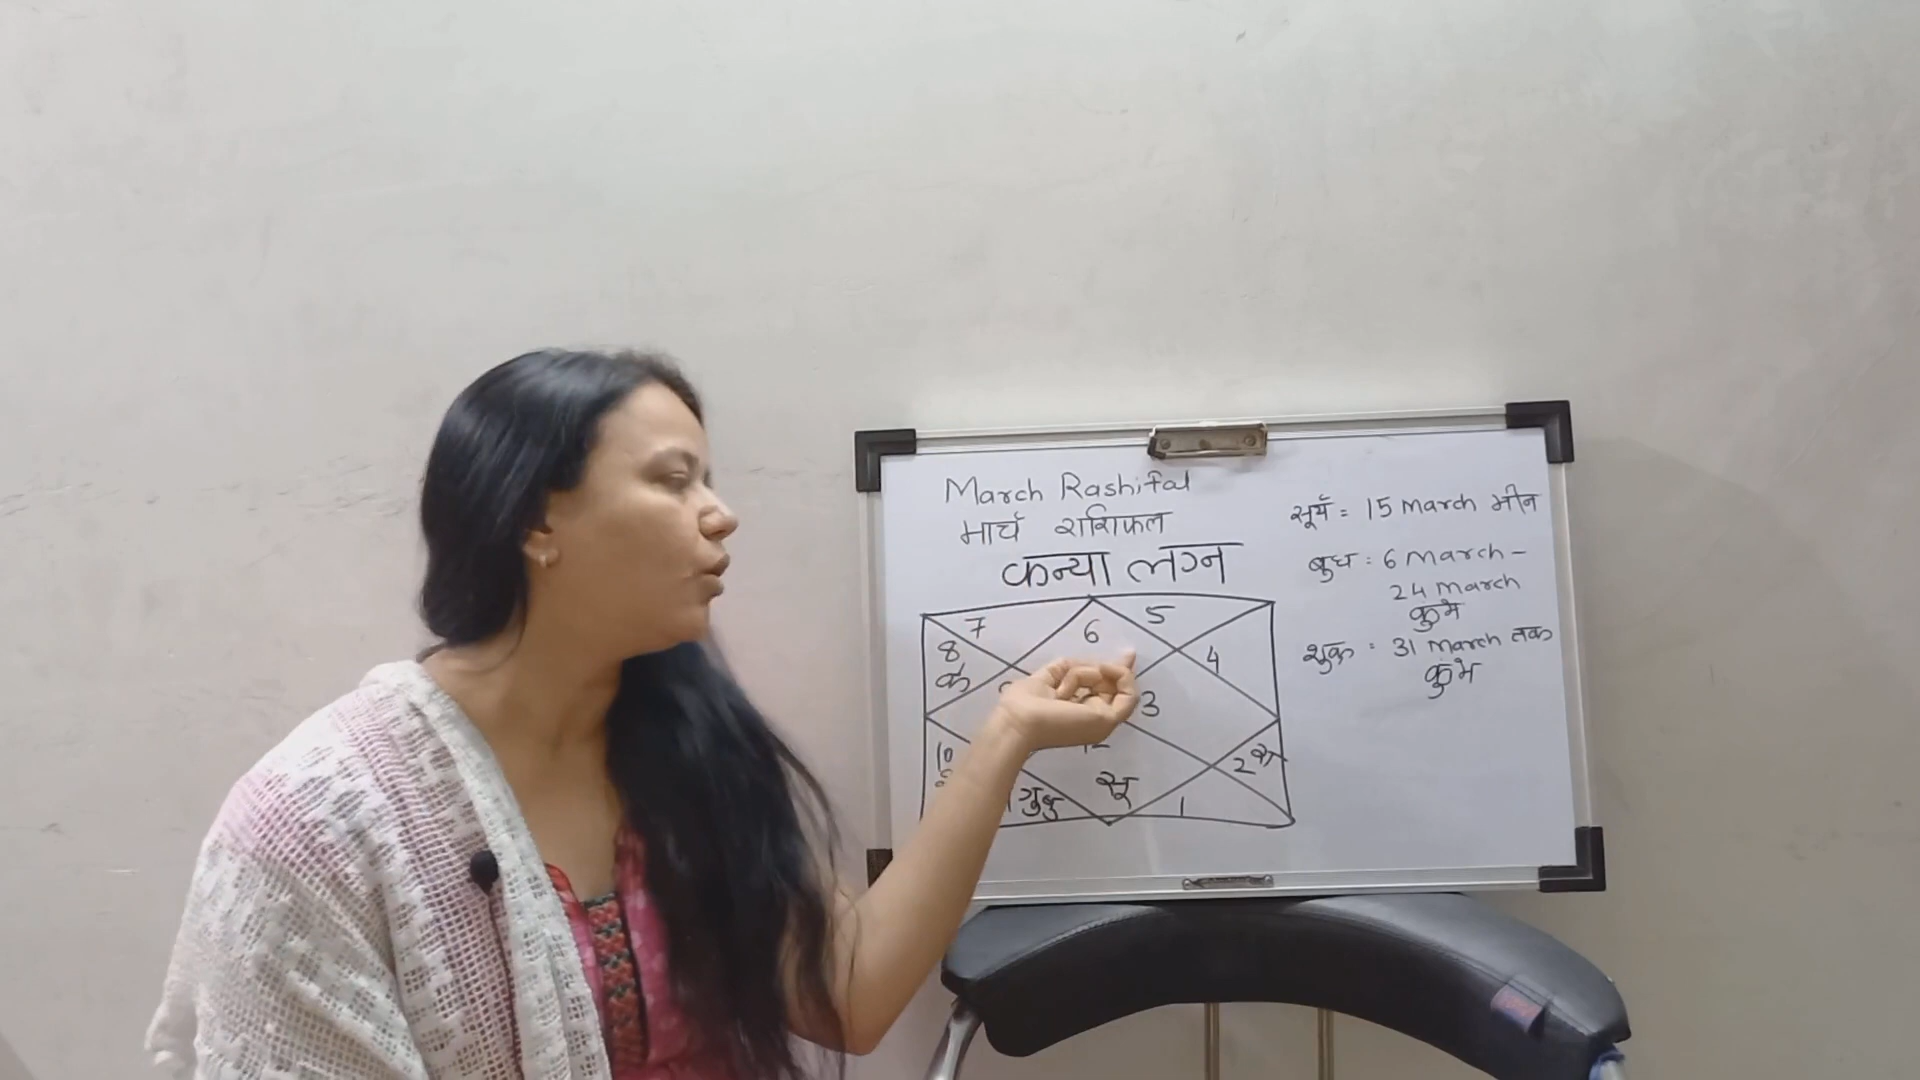 March Rashifal
मार्च राशिफल
कन्या लग्न
7
6
5
8
के
4
3
10
12
2 रा
गु बु
सू
1
सूर्य = 15 March मीन
बुध : 6 March -
24 March
कुंभ
शुक्र : 31 March तक
कुंभ